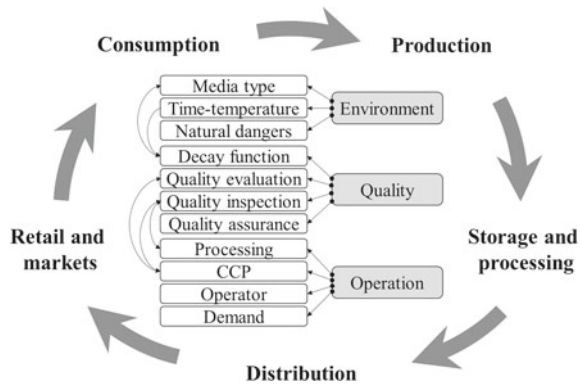 Consumption
Production
Media type
Time-temperature
Environment
Natural dangers
Decay function
Quality evaluation
Quality
Quality inspection
Quality assurance
Retail and
markets
Storage and
processing
Processing
CCP
Operation
Operator
Demand
Distribution